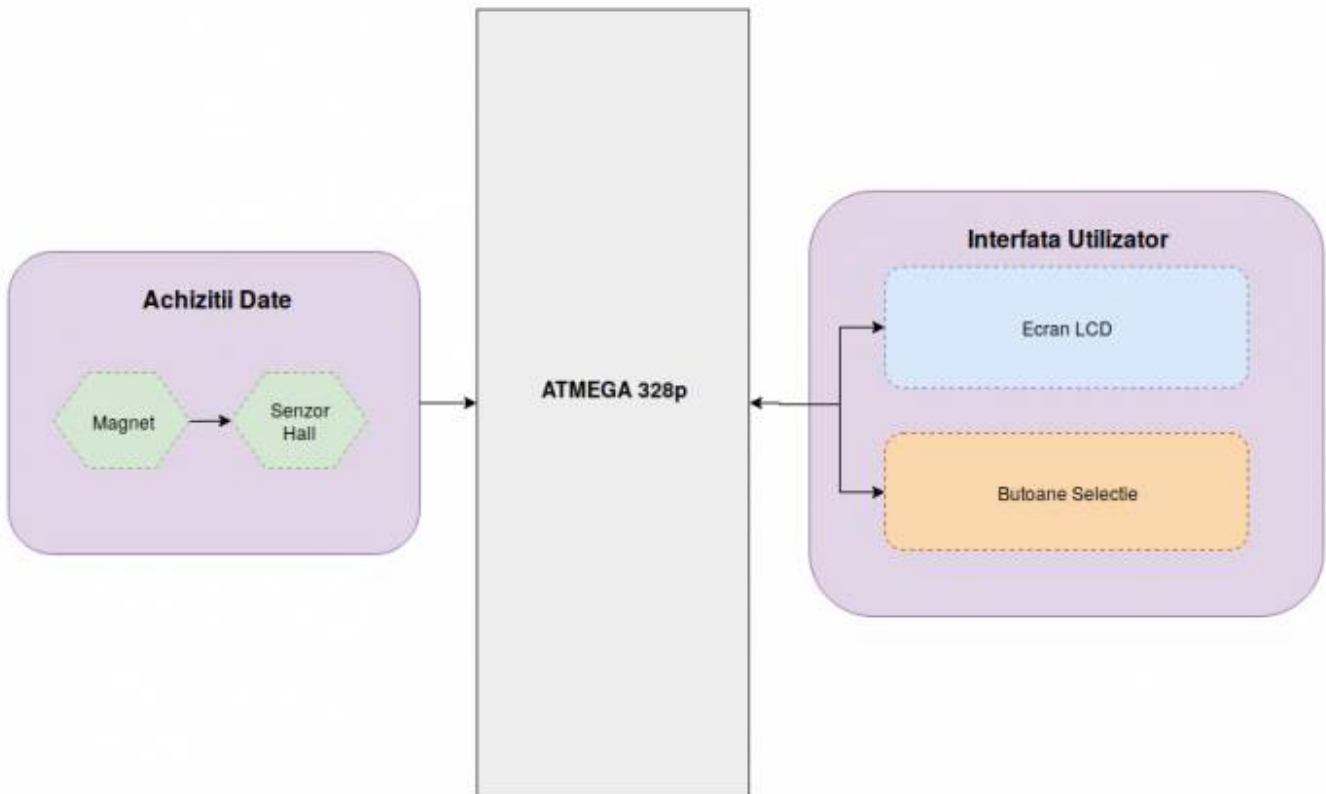 Achizitii Date
Magnet
Senzor
Hall
ATMEGA 328p
Interfata Utilizator
Ecran LCD
Butoane Selectie